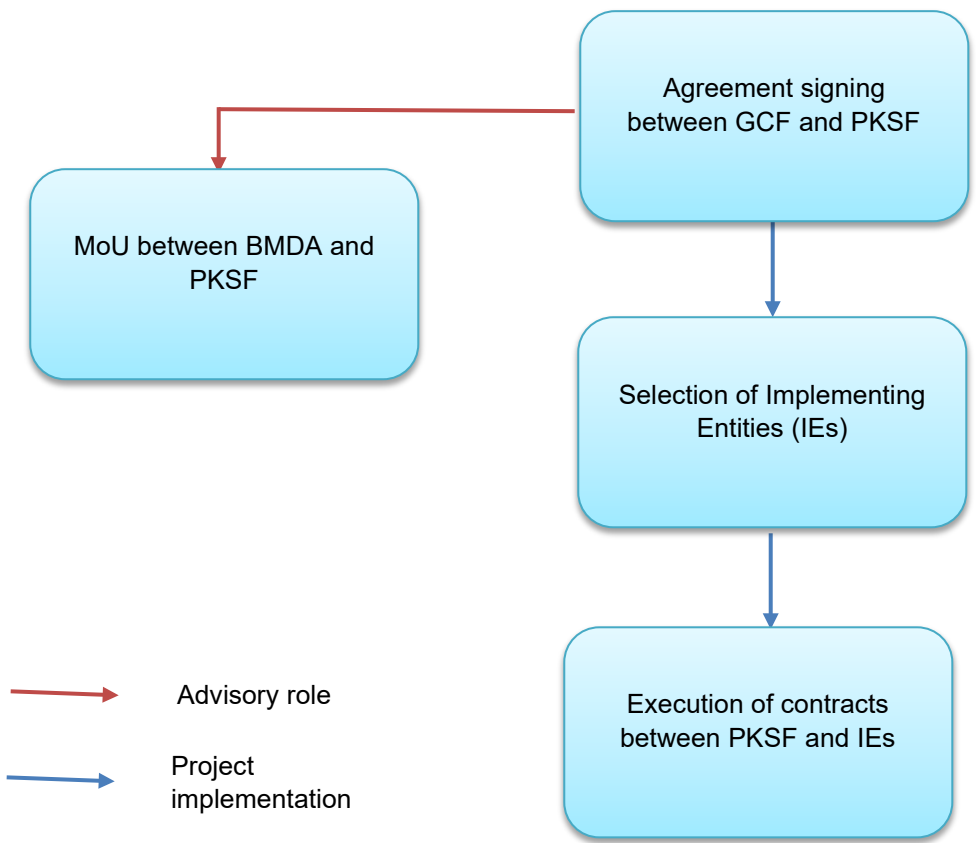 Agreement signing
between GCF and PKSF
MoU between BMDA and
PKSF
Selection of Implementing
Entities (IEs)
Execution of contracts
between PKSF and IEs
Advisory role
Project
implementation